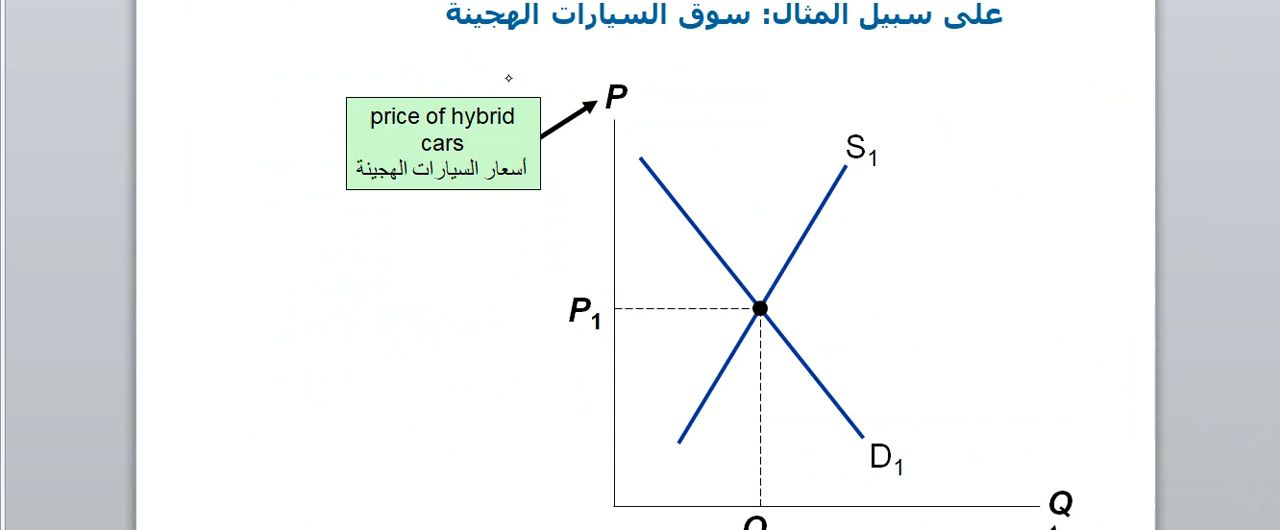 على سبيل المثال: سوق السيارات الهجينة
P
price of hybrid
cars
أسعار السيارات الهجينة
S1
P1
D1
Q